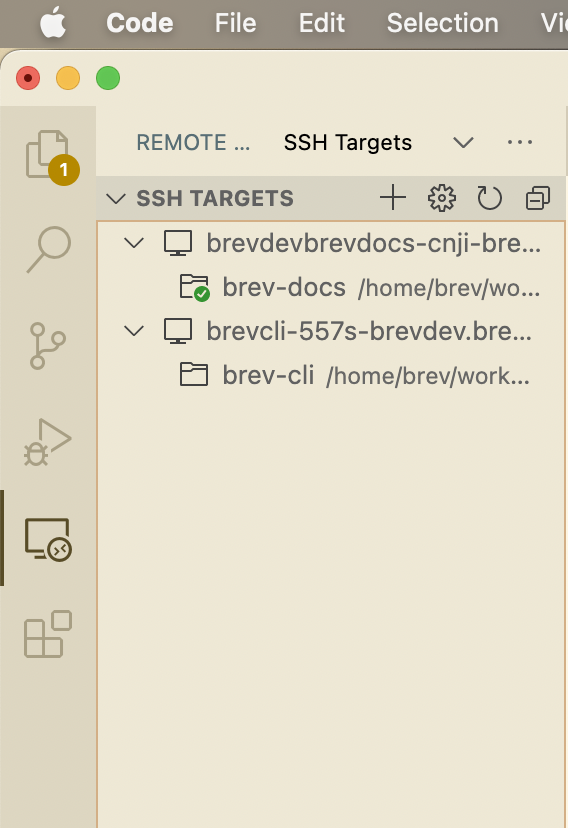 Code File Edit Selection Vi
REMOTE ... SSH Targets ...
1
SSH TARGETS
brevdevbrevdocs-cnji-bre...
brev-docs /home/brev/wo...
brevcli-557s-brevdev.bre...
brev-cli /home/brev/work...